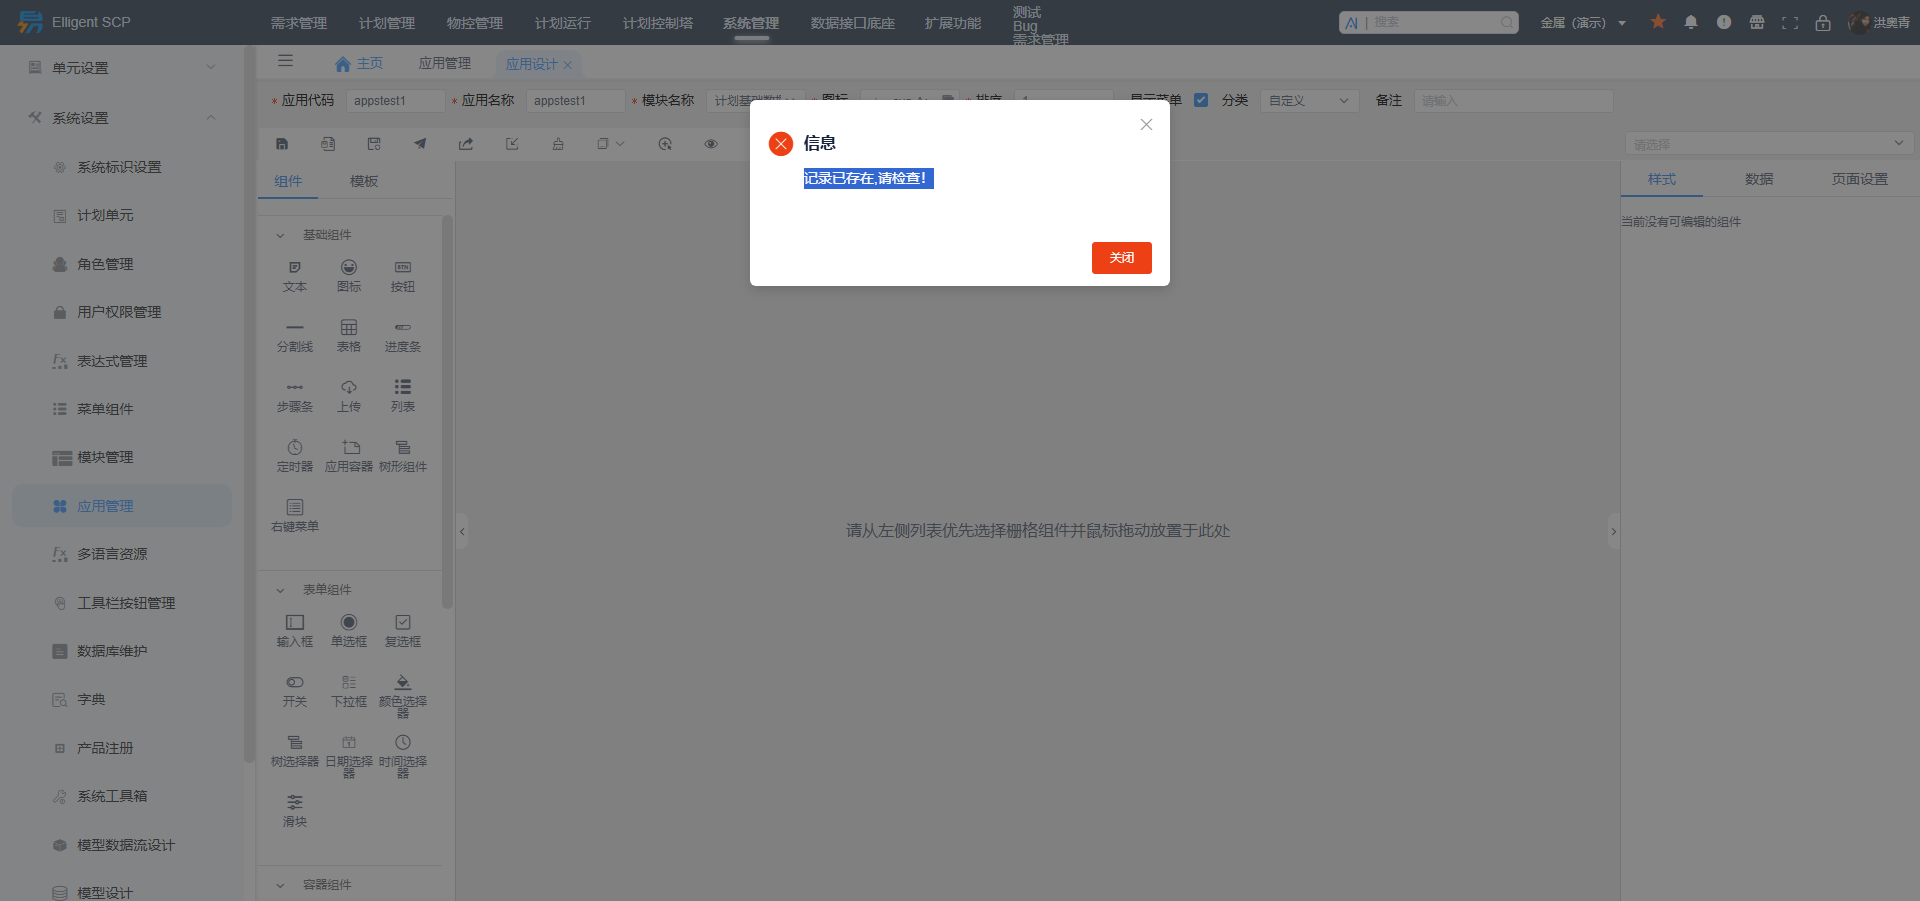 Elligent SCP
需求管理
计划管理
物控管理
计划运行
计划控制塔
系统管理
数据接口底座
扩展功能
测试
Bug
需求管理
AI | 搜索
金属（演示）
洪奥青
单元设置
系统设置
系统标识设置
计划单元
角色管理
用户权限管理
表达式管理
菜单组件
模块管理
应用管理
多语言资源
工具栏按钮管理
数据库维护
字典
产品注册
系统工具箱
模型数据流设计
模型设计
主页
应用管理
应用设计
* 应用代码 appstest1
* 应用名称 appstest1
* 模块名称 计划基础数据
* 图标
* 排序 1
显示菜单
分类 自定义
备注 请输入
请选择
组件
模板
基础组件
文本
图标
按钮
分割线
表格
进度条
步骤条
上传
列表
定时器
应用容器
树形组件
右键菜单
表单组件
输入框
单选框
复选框
开关
下拉框
颜色选择器
树选择器
日期选择器
时间选择器
滑块
容器组件
信息
记录已存在,请检查!
关闭
请从左侧列表优先选择栅格组件并鼠标拖动放置于此处
样式
数据
页面设置
当前没有可编辑的组件